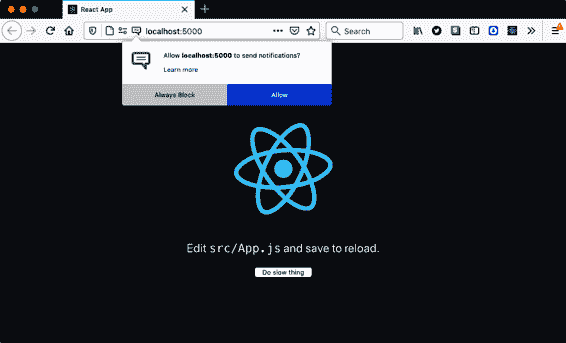 React App
localhost:5000
Search
Allow localhost:5000 to send notifications?
Learn more
Always Block
Allow
Edit src/App.js and save to reload.
Do slow thing